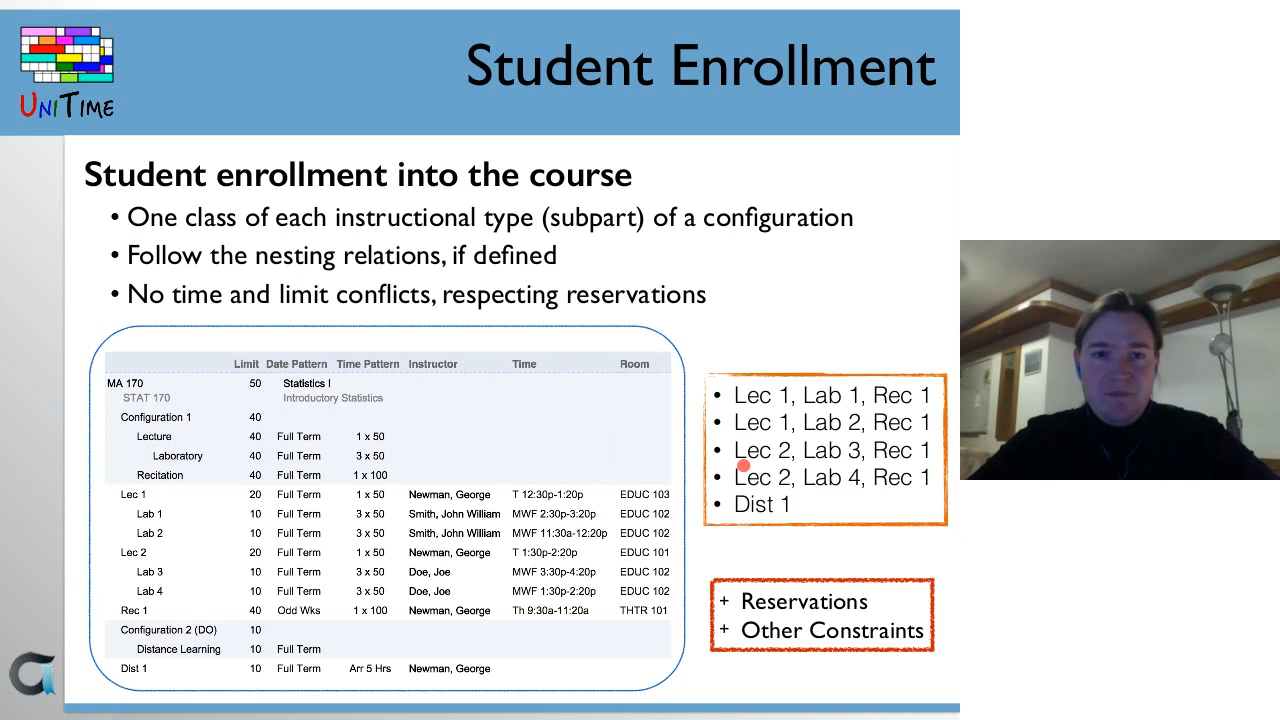 UNITIME
Student Enrollment
Student enrollment into the course
• One class of each instructional type (subpart) of a configuration
• Follow the nesting relations, if defined
• No time and limit conflicts, respecting reservations
Limit Date Pattern Time Pattern Instructor Time Room
MA 170 50 Statistics I
STAT 170 Introductory Statistics
Configuration 1 40
Lecture 40 Full Term 1 x 50
Laboratory 40 Full Term 3 x 50
Recitation 40 Full Term 1 x 100
Lec 1 20 Full Term 1 x 50 Newman, George T 12:30p-1:20p EDUC 103
Lab 1 10 Full Term 3 x 50 Smith, John William MWF 2:30p-3:20p EDUC 102
Lab 2 10 Full Term 3 x 50 Smith, John William MWF 11:30a-12:20p EDUC 102
Lec 2 20 Full Term 1 x 50 Newman, George T 1:30p-2:20p EDUC 101
Lab 3 10 Full Term 3 x 50 Doe, Joe MWF 3:30p-4:20p EDUC 102
Lab 4 10 Full Term 3 x 50 Doe, Joe MWF 1:30p-2:20p EDUC 102
Rec 1 40 Odd Wks 1 x 100 Newman, George Th 9:30a-11:20a THTR 101
Configuration 2 (DO) 10
Distance Learning 10 Full Term
Dist 1 10 Full Term Arr 5 Hrs Newman, George
• Lec 1, Lab 1, Rec 1
• Lec 1, Lab 2, Rec 1
• Lec 2, Lab 3, Rec 1
• Lec 2, Lab 4, Rec 1
• Dist 1
+ Reservations
+ Other Constraints